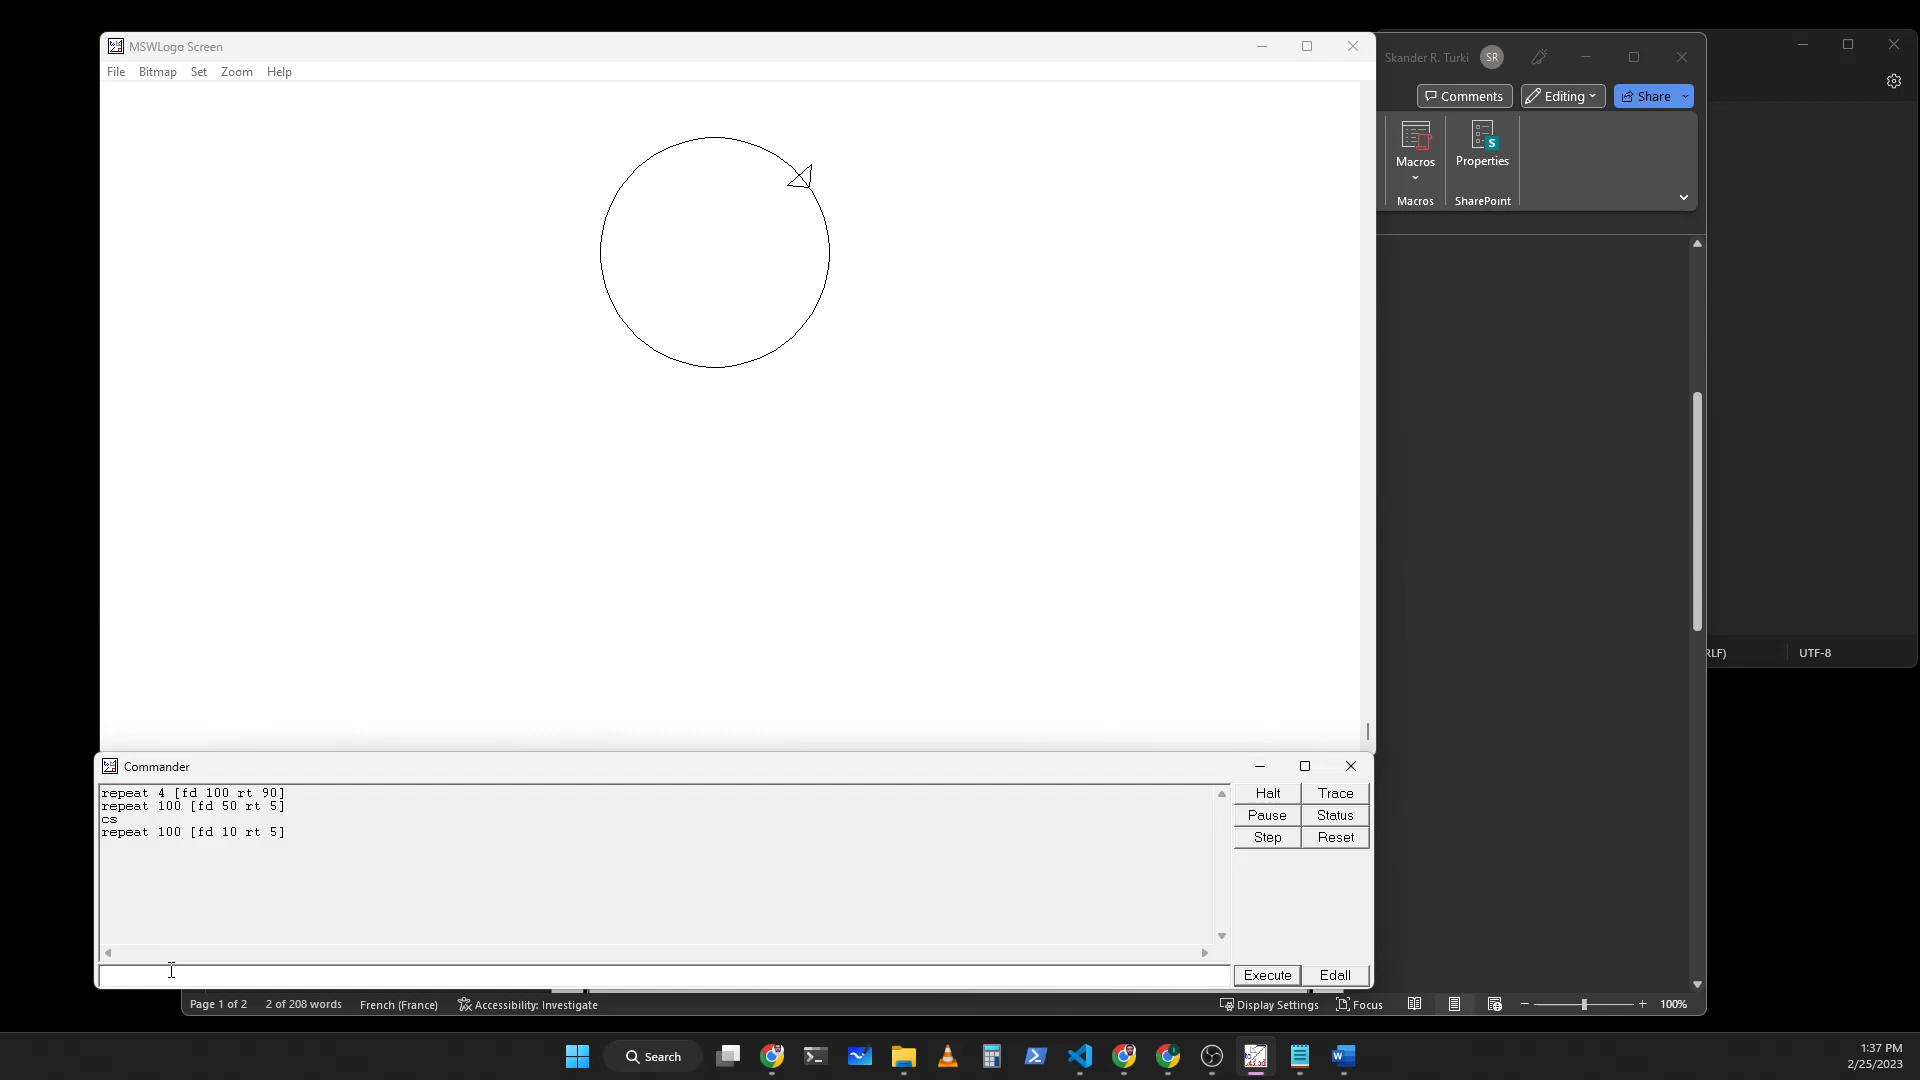 MSWLogo Screen
File Bitmap Set Zoom Help
Skander R. Turki SR
Comments Editing Share
Macros Properties
Macros SharePoint
UTF-8
Commander
repeat 4 [fd 100 rt 90]
repeat 100 [fd 50 rt 5]
cs
repeat 100 [fd 10 rt 5]
Halt Trace
Pause Status
Step Reset
Execute Edall
Page 1 of 2 2 of 208 words French (France) Accessibility: Investigate Display Settings Focus 100%
Search
1:37 PM
2/25/2023